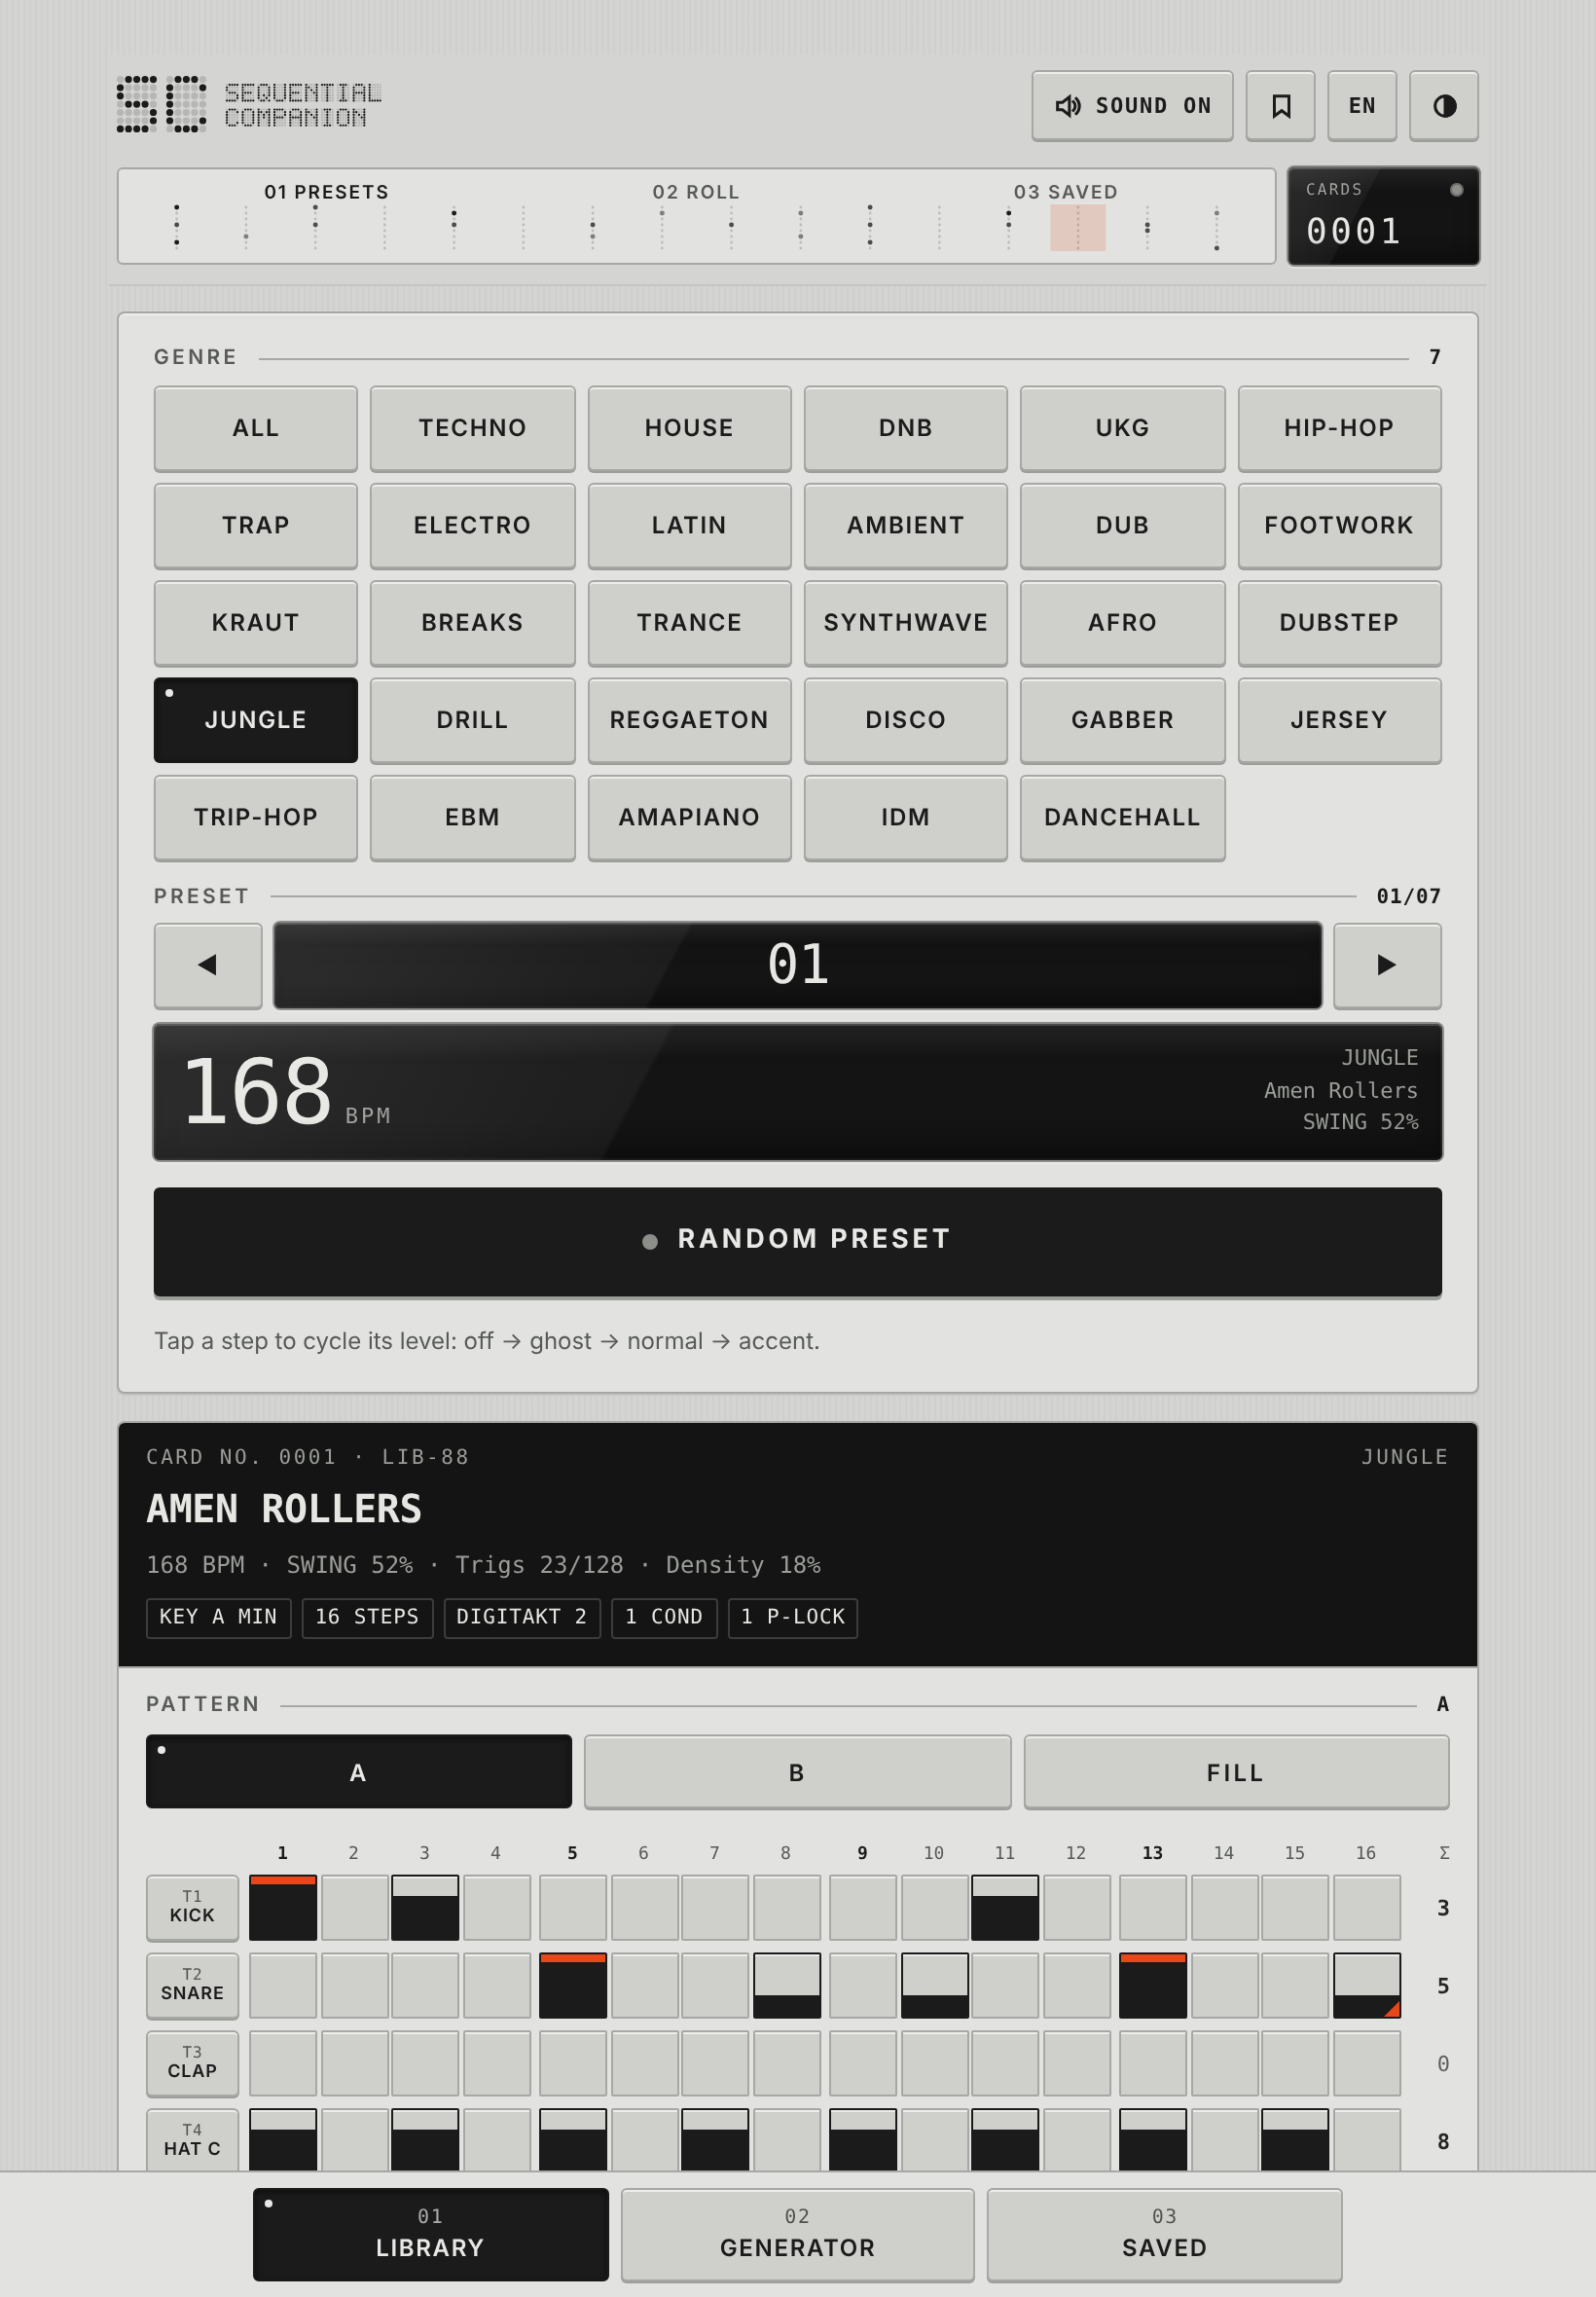 SC
SEQUENTIAL
COMPANION
SOUND ON
EN
01 PRESETS
02 ROLL
03 SAVED
CARDS
0001
GENRE
7
ALL
TECHNO
HOUSE
DNB
UKG
HIP-HOP
TRAP
ELECTRO
LATIN
AMBIENT
DUB
FOOTWORK
KRAUT
BREAKS
TRANCE
SYNTHWAVE
AFRO
DUBSTEP
JUNGLE
DRILL
REGGAETON
DISCO
GABBER
JERSEY
TRIP-HOP
EBM
AMAPIANO
IDM
DANCEHALL
PRESET
01/07
01
168 BPM
JUNGLE
Amen Rollers
SWING 52%
RANDOM PRESET
Tap a step to cycle its level: off → ghost → normal → accent.
CARD NO. 0001 · LIB-88
JUNGLE
AMEN ROLLERS
168 BPM · SWING 52% · Trigs 23/128 · Density 18%
KEY A MIN
16 STEPS
DIGITAKT 2
1 COND
1 P-LOCK
PATTERN
A
A
B
FILL
1 2 3 4 5 6 7 8 9 10 11 12 13 14 15 16 Σ
T1
KICK
3
T2
SNARE
5
T3
CLAP
0
T4
HAT C
8
01
LIBRARY
02
GENERATOR
03
SAVED